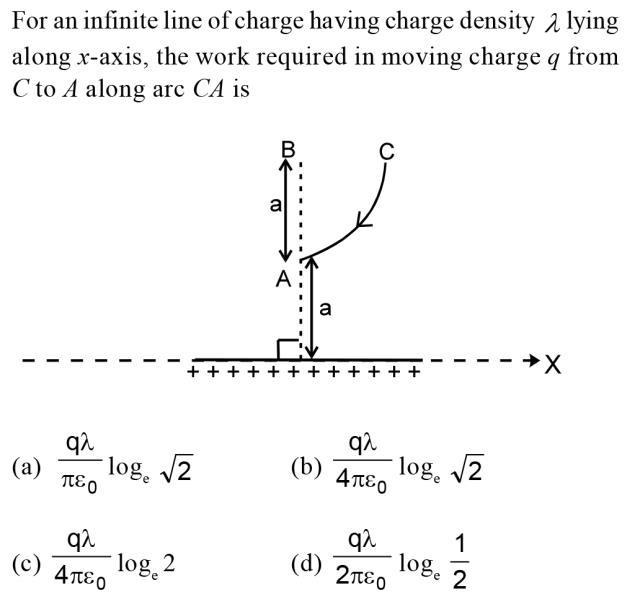 For an infinite line of charge having charge density λ lying
along x-axis, the work required in moving charge q from
C to A along arc CA is
B
C
a
A
a
X
+ + + + + + + + + + + +
(a) qλ/πε₀ logₑ √2 (b) qλ/4πε₀ logₑ √2
(c) qλ/4πε₀ logₑ 2 (d) qλ/2πε₀ logₑ 1/2